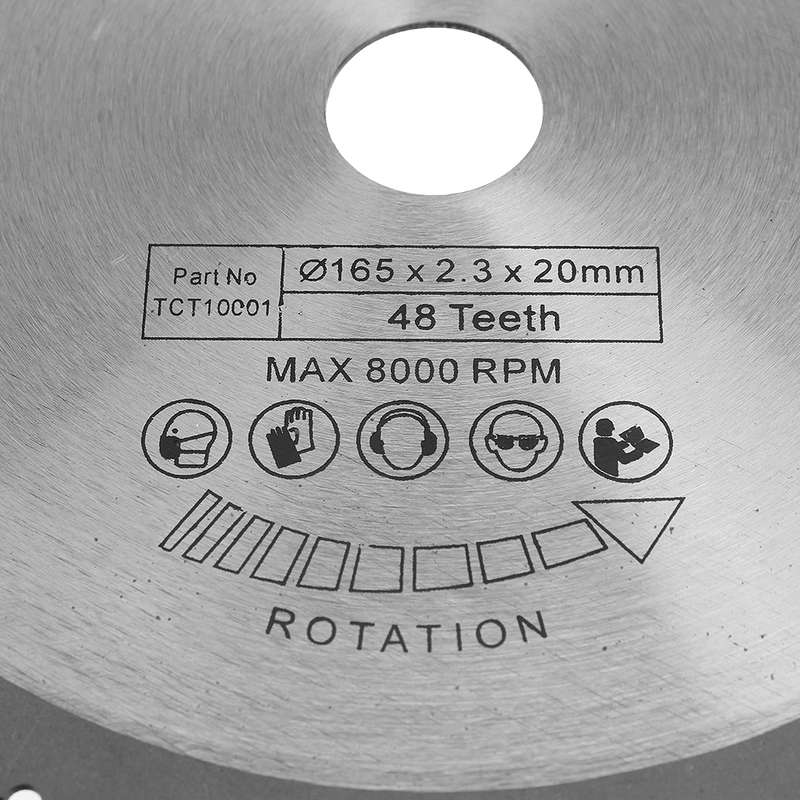 Part No
TCT10001
Ø165 x 2.3 x 20mm
48 Teeth
MAX 8000 RPM
ROTATION